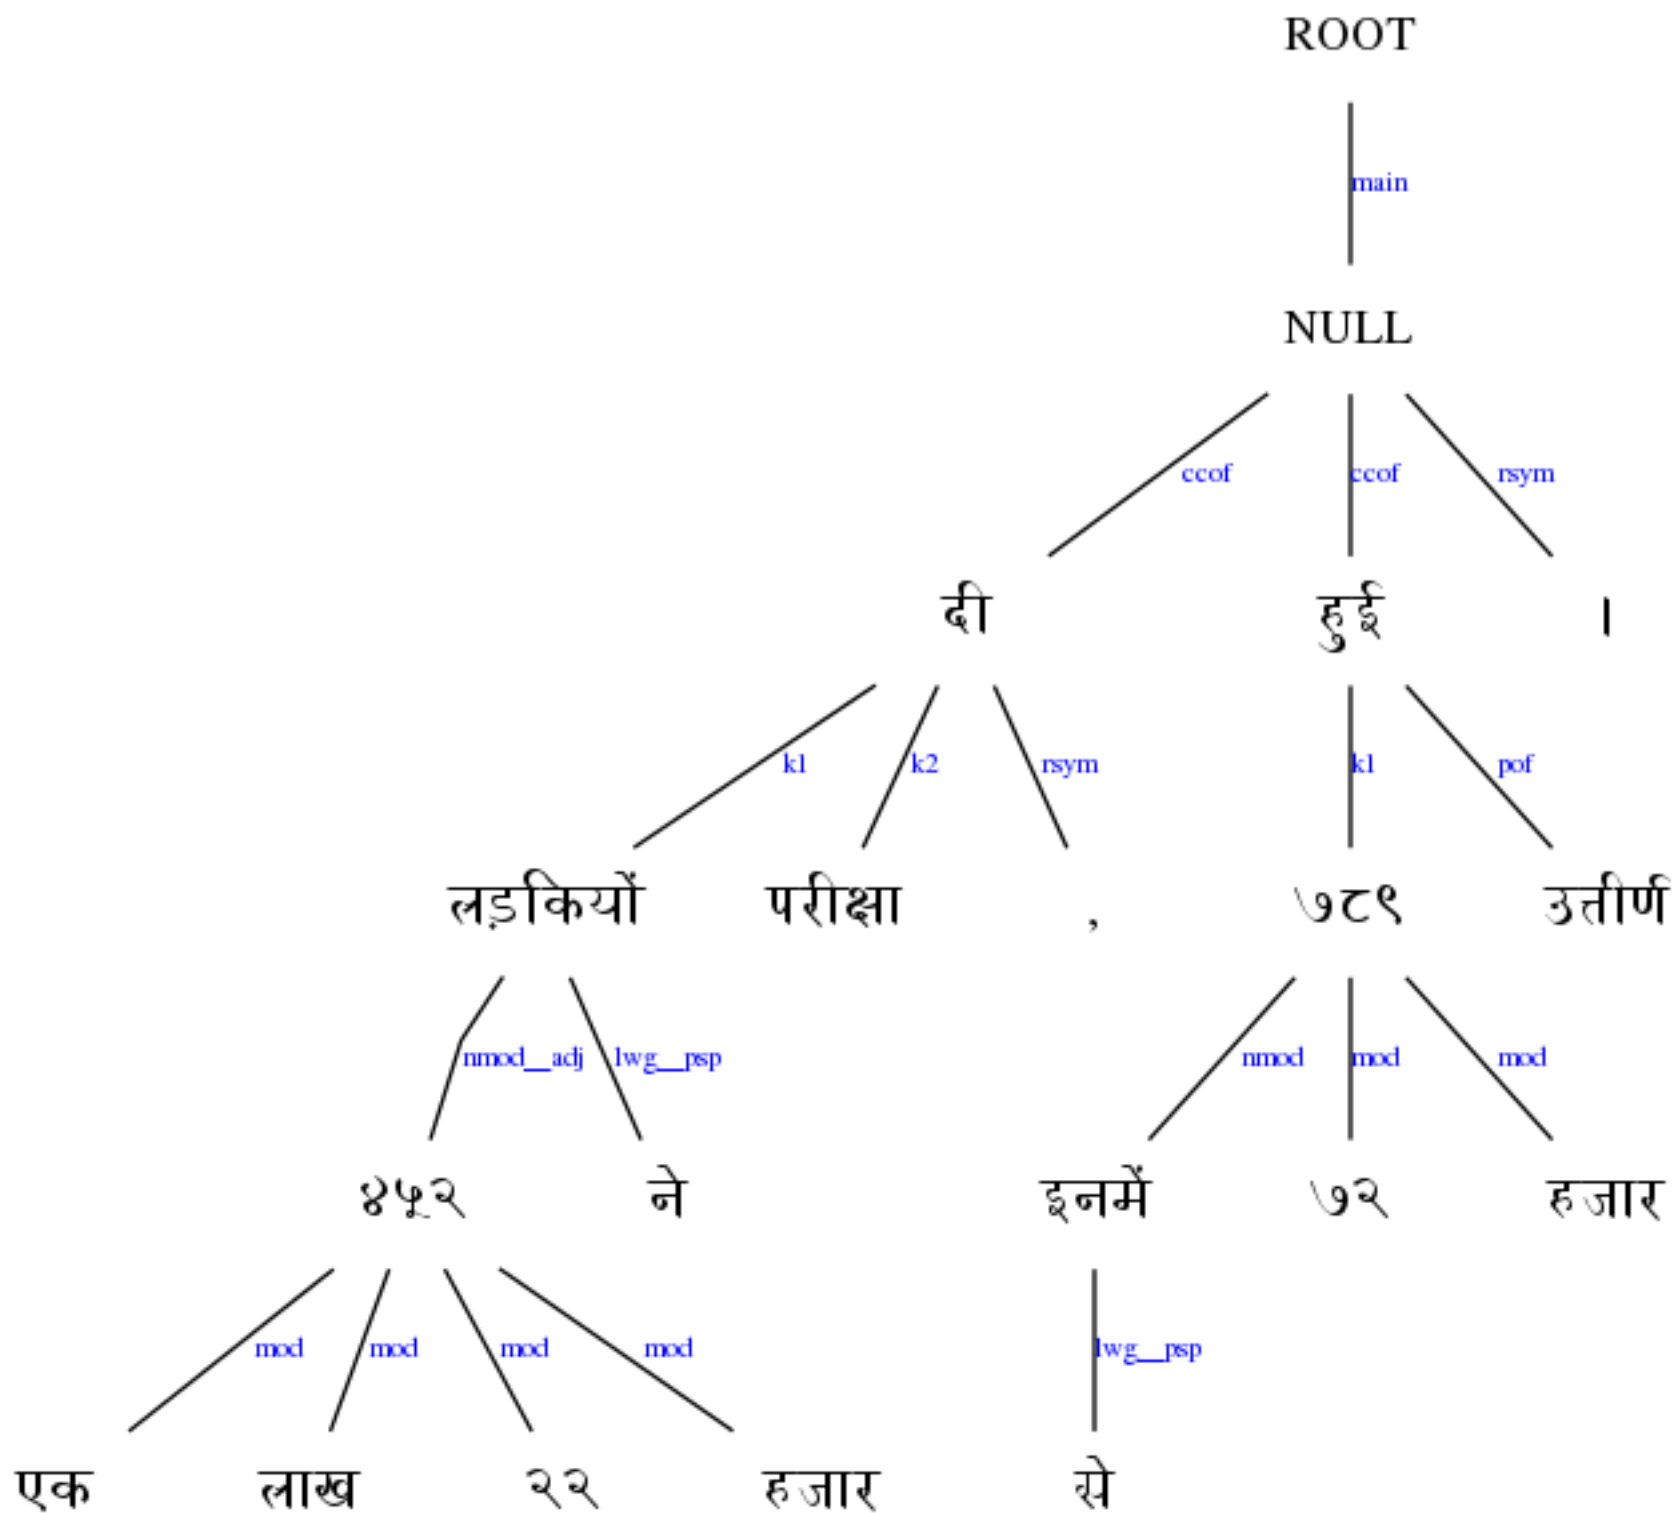 ROOT
main
NULL
ccof ccof rsym
दी हुई ।
k1 k2 rsym k1 pof
लड़कियों परीक्षा , ७८९ उत्तीर्ण
nmod__adj lwg__psp nmod mod mod
४५२ ने इनमें ७२ हजार
mod mod mod mod lwg__psp
एक लाख २२ हजार से